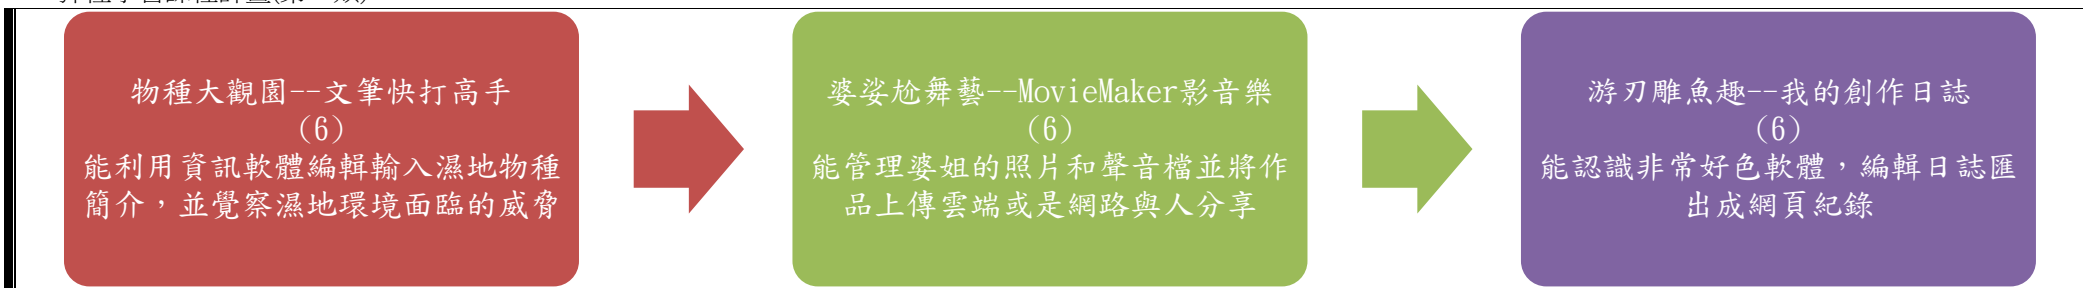 物種大觀園--文筆快打高手
(6)
能利用資訊軟體編輯輸入濕地物種
簡介，並覺察濕地環境面臨的威脅
婆娑尬舞藝--MovieMaker影音樂
(6)
能管理婆姐的照片和聲音檔並將作
品上傳雲端或是網路與人分享
游刃雕魚趣--我的創作日誌
(6)
能認識非常好色軟體，編輯日誌匯
出成網頁紀錄